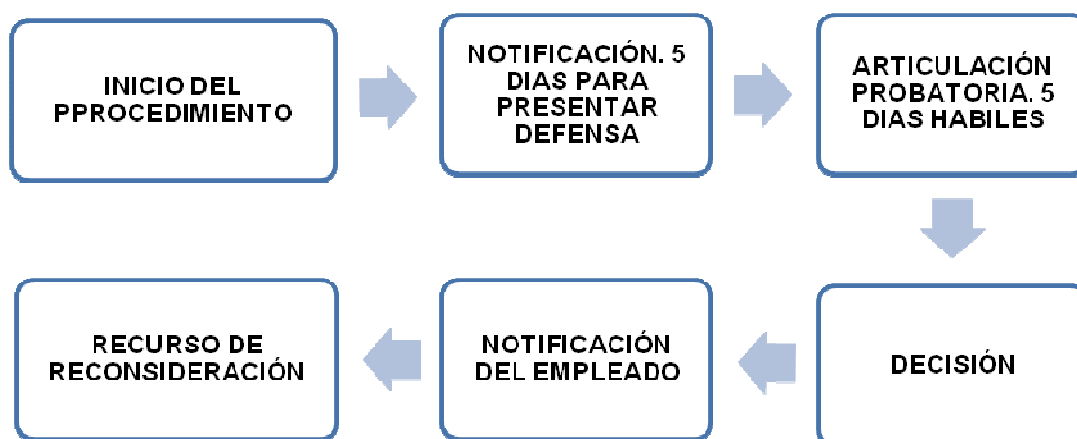 INICIO DEL
PPROCEDIMIENTO
NOTIFICACIÓN. 5
DIAS PARA
PRESENTAR
DEFENSA
ARTICULACIÓN
PROBATORIA. 5
DIAS HABILES
DECISIÓN
NOTIFICACIÓN
DEL EMPLEADO
RECURSO DE
RECONSIDERACIÓN